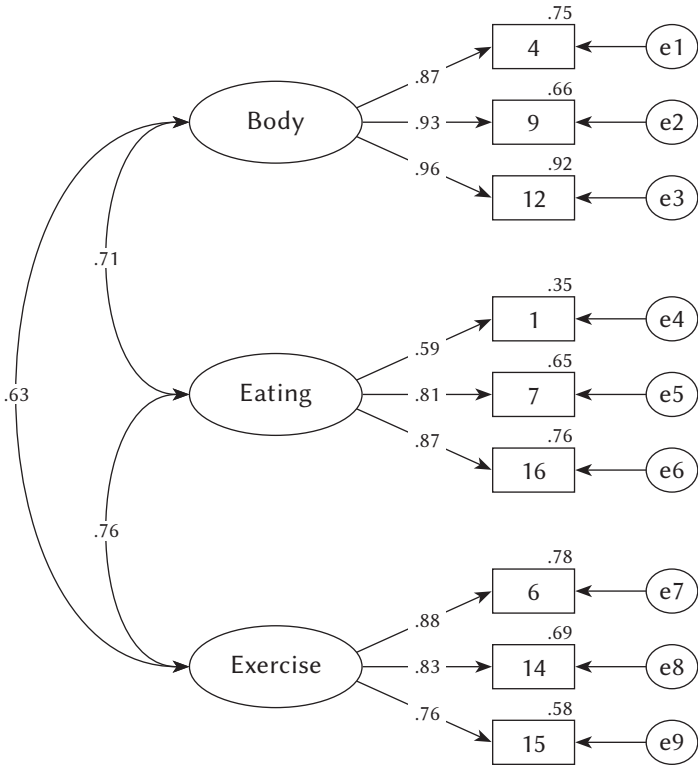 .75
4
e1
.87
.66
Body
.93
9
e2
.96
.92
12
e3
.71
.35
1
e4
.59
.65
.63
Eating
.81
7
e5
.87
.76
16
e6
.76
.78
6
e7
.88
.69
Exercise
.83
14
e8
.76
.58
15
e9